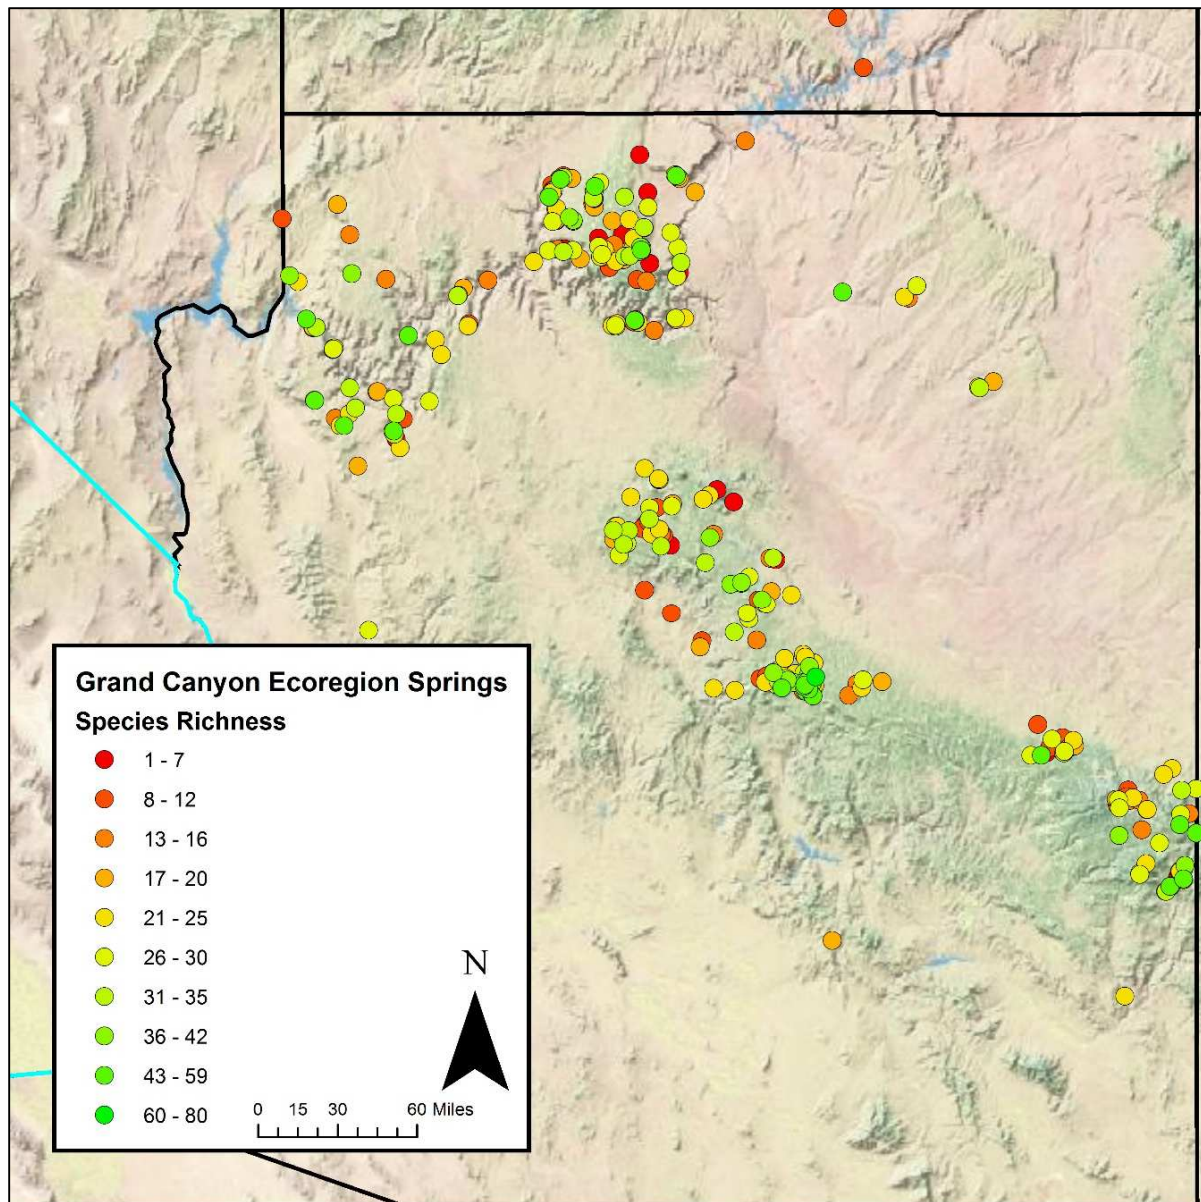 Grand Canyon Ecoregion Springs
Species Richness
1 - 7
8 - 12
13 - 16
17 - 20
21 - 25
26 - 30
31 - 35
36 - 42
43 - 59
60 - 80
N
0 15 30 60 Miles